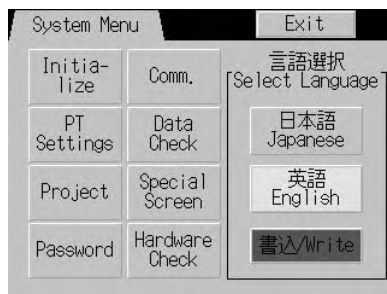 System Menu
Exit
Initia-
lize
Comm.
PT
Settings
Data
Check
Project
Special
Screen
Password
Hardware
Check
言語選択
Select Language
日本語
Japanese
英語
English
書込/Write